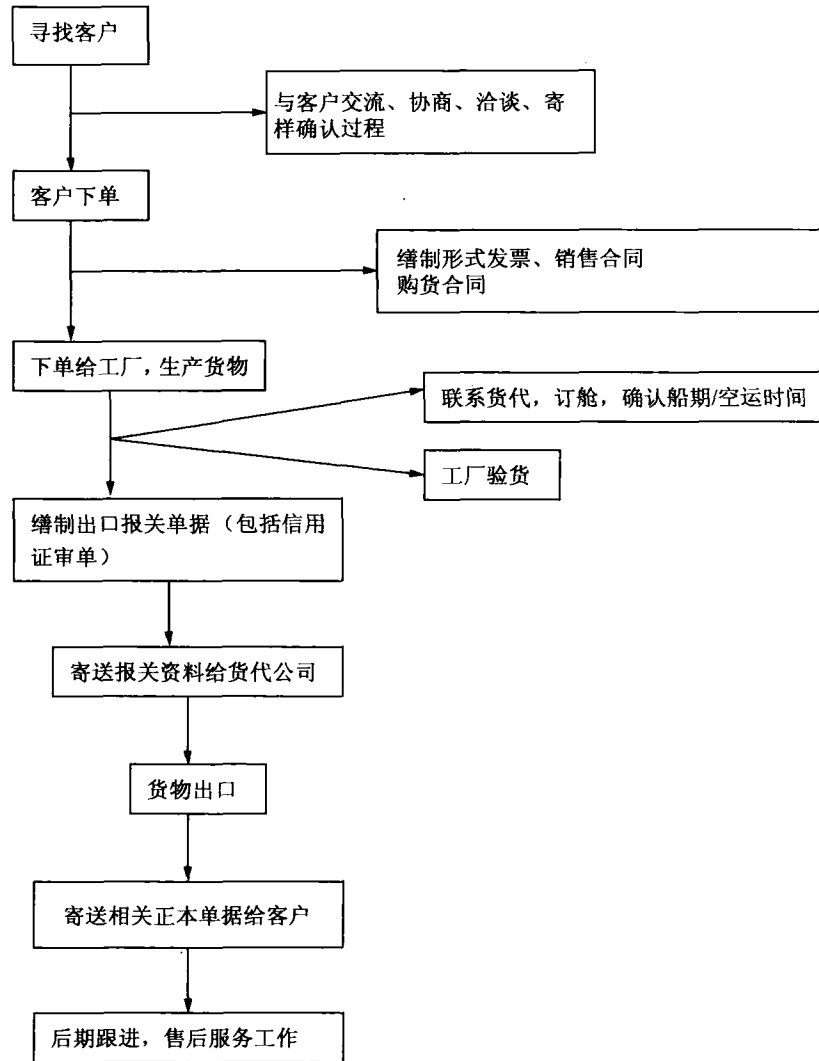 寻找客户
与客户交流、协商、洽谈、寄
样确认过程
客户下单
缮制形式发票、销售合同
购货合同
下单给工厂,生产货物
联系货代,订舱,确认船期/空运时间
工厂验货
缮制出口报关单据（包括信用
证审单）
寄送报关资料给货代公司
货物出口
寄送相关正本单据给客户
后期跟进，售后服务工作